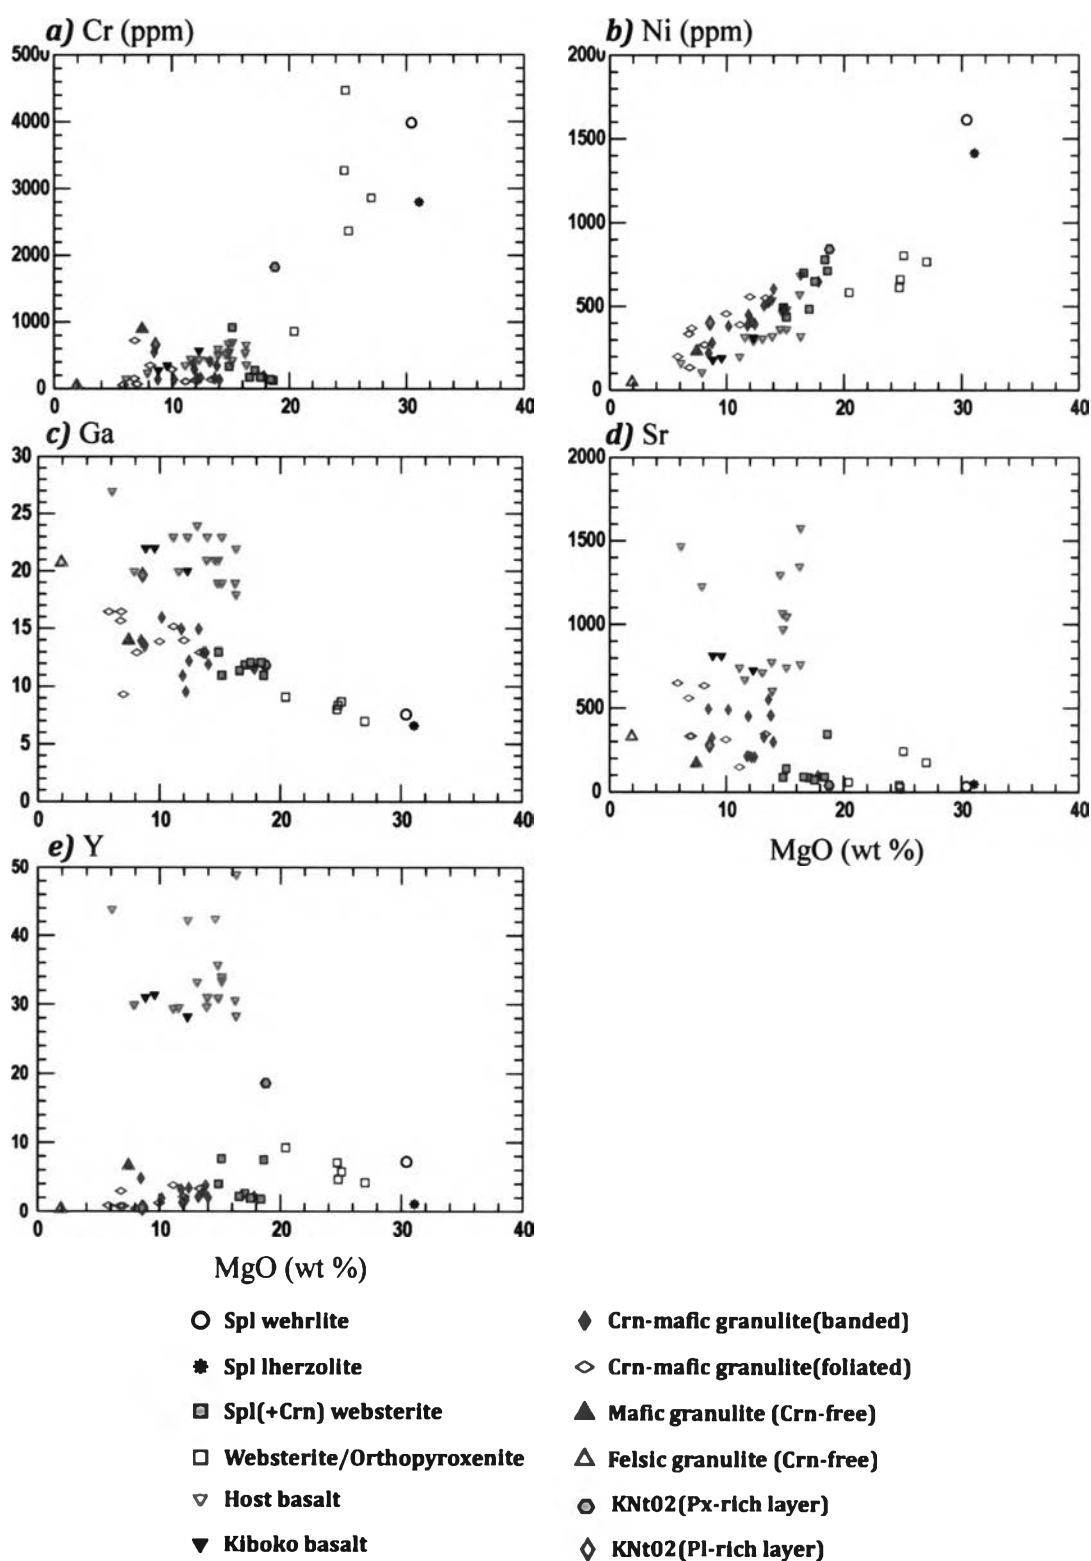 a) Cr (ppm)
5000
4000
3000
2000
1000
0
0 10 20 30 40
b) Ni (ppm)
2000
1500
1000
500
0
0 10 20 30 40
c) Ga
30
25
20
15
10
5
0
0 10 20 30 40
d) Sr
2000
1500
1000
500
0
0 10 20 30 40
MgO (wt %)
e) Y
50
40
30
20
10
0
0 10 20 30 40
MgO (wt %)
Spl wehrlite
Spl lherzolite
Spl(+Crn) websterite
Websterite/Orthopyroxenite
Host basalt
Kiboko basalt
Crn-mafic granulite(banded)
Crn-mafic granulite(foliated)
Mafic granulite (Crn-free)
Felsic granulite (Crn-free)
KNt02(Px-rich layer)
KNt02(Pl-rich layer)